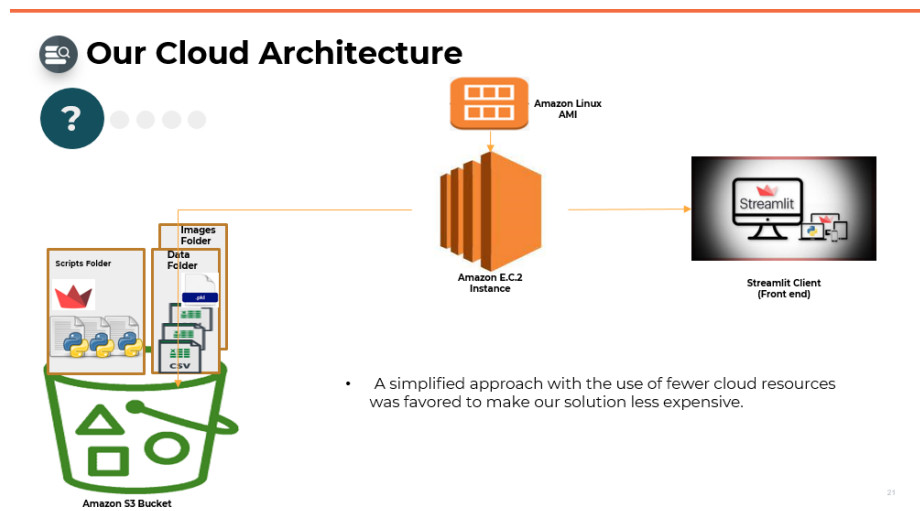 Our Cloud Architecture
?
Amazon Linux
AMI
Streamlit
Images
Folder
Scripts Folder
Data
Folder
.pkl
CSV
Amazon E.C.2
Instance
Streamlit Client
(Front end)
• A simplified approach with the use of fewer cloud resources
was favored to make our solution less expensive.
Amazon S3 Bucket
21